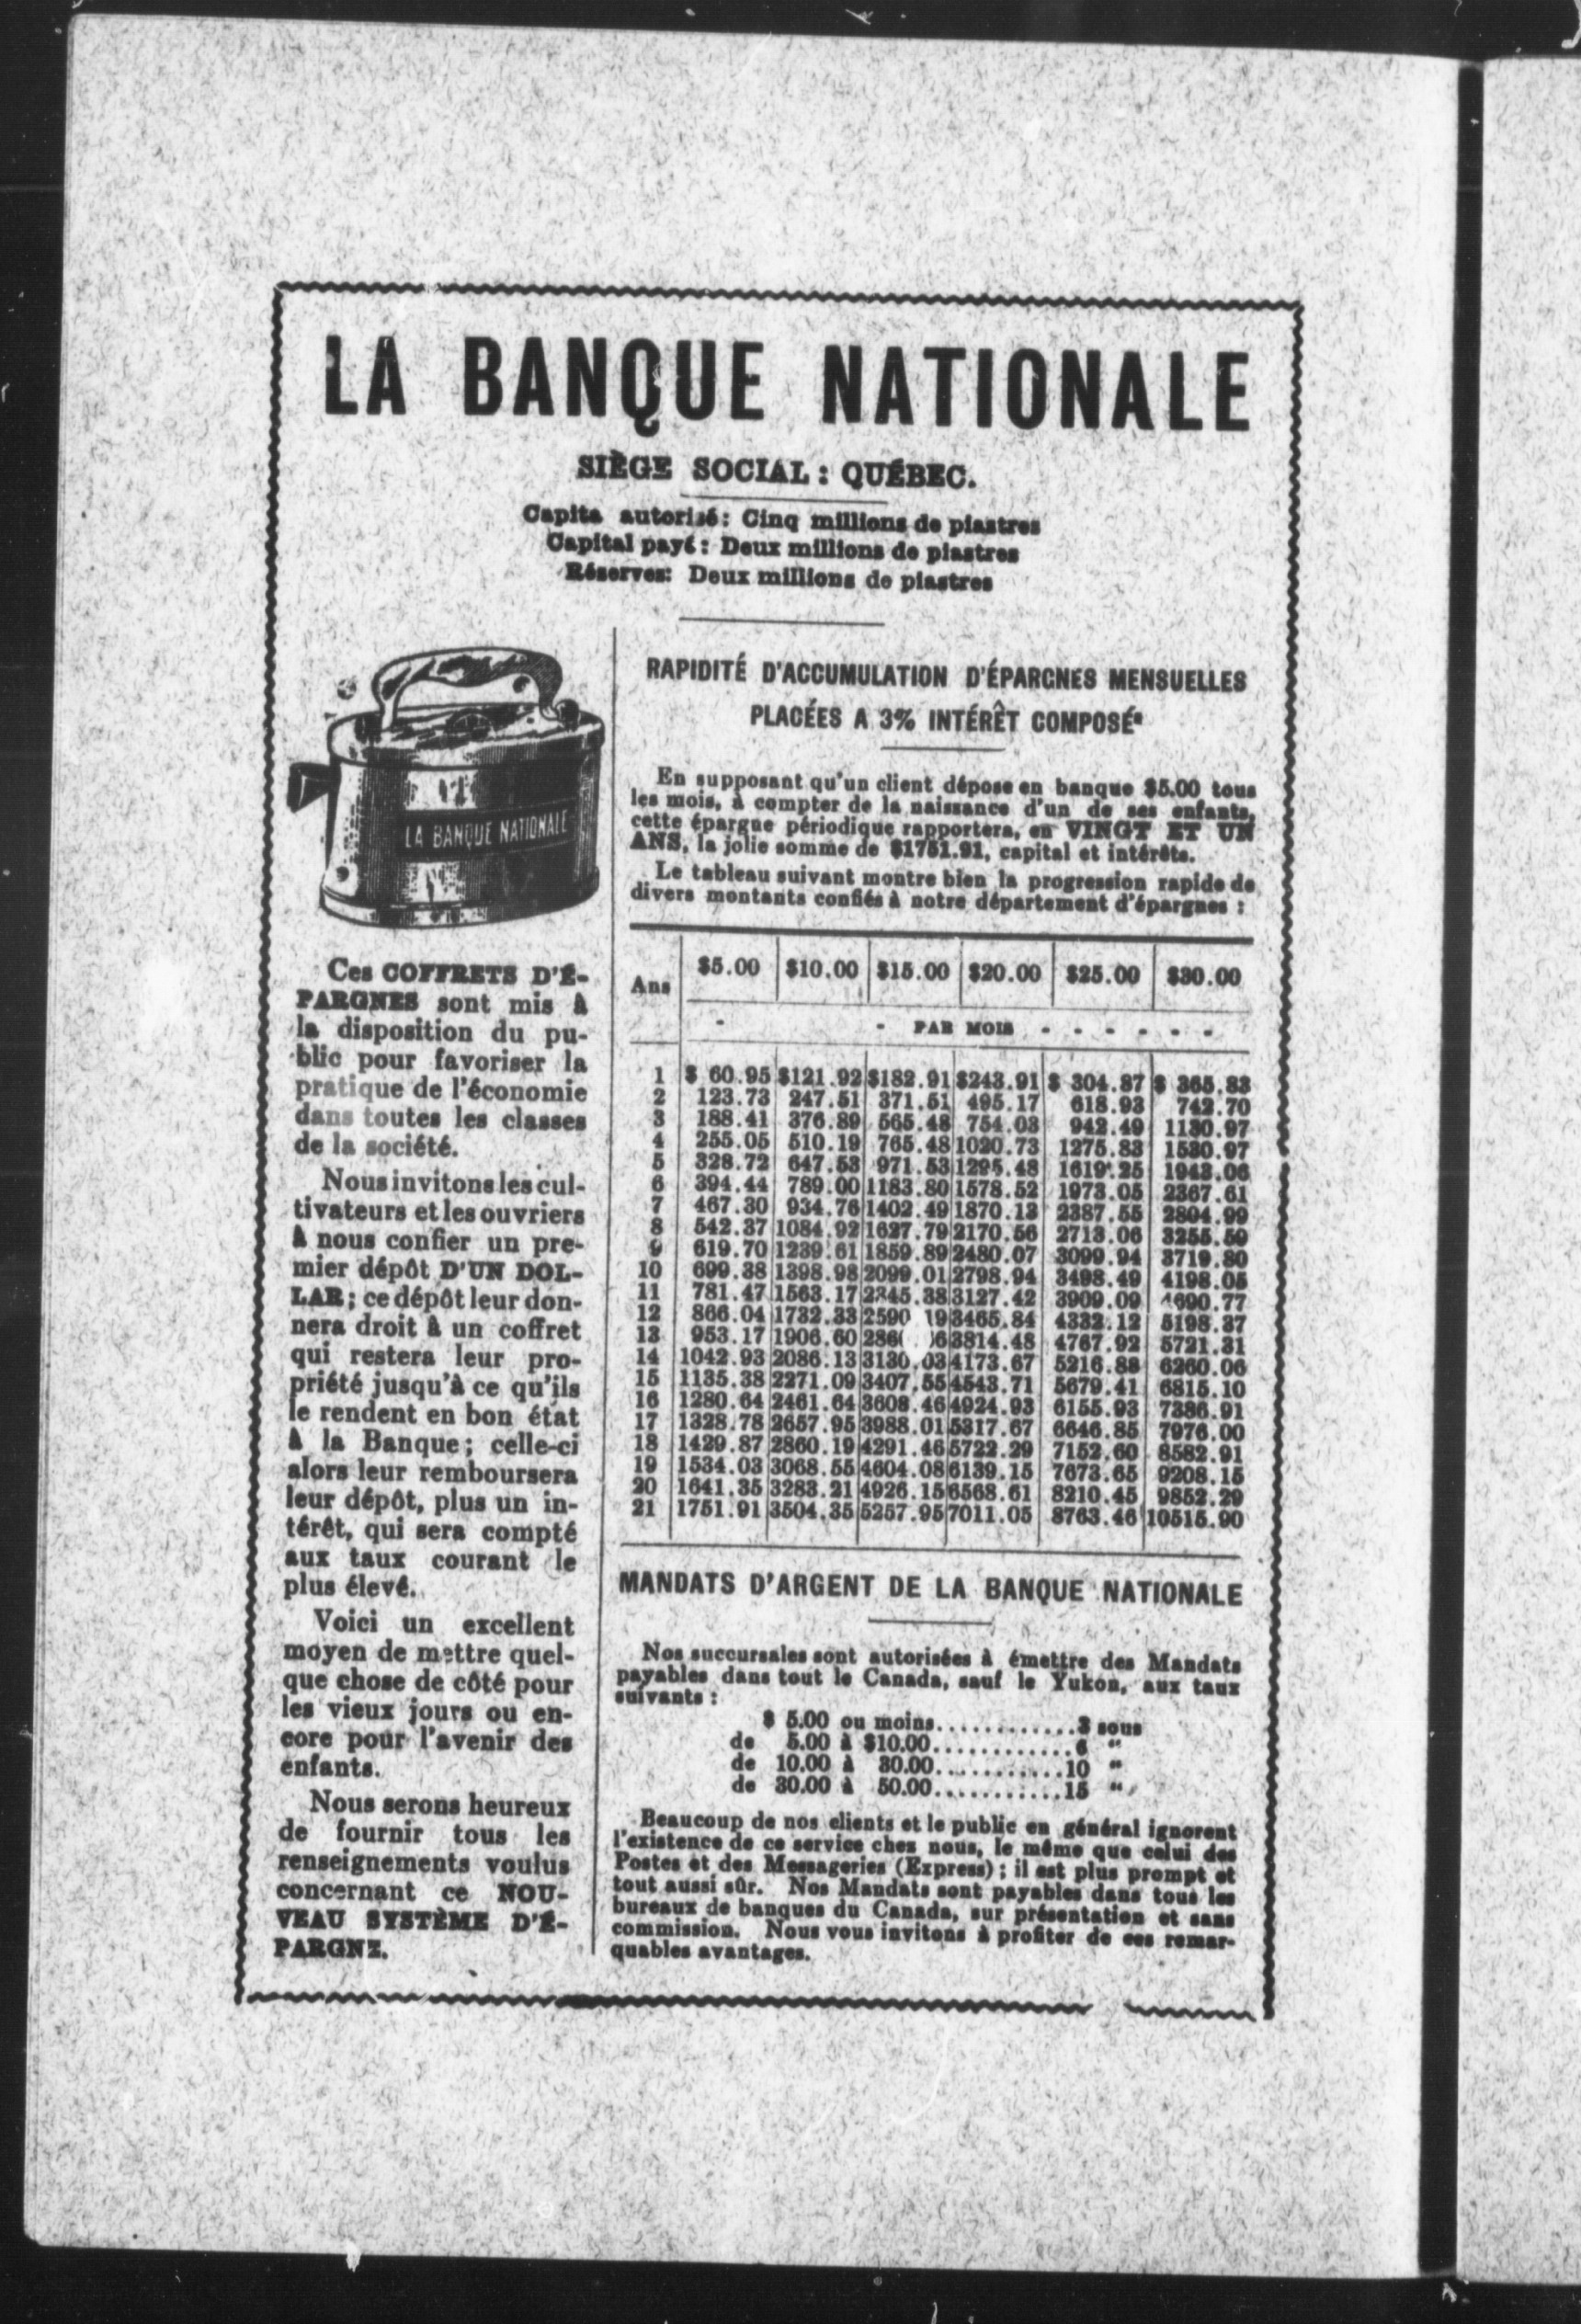 LA BANQUE NATIONALE
SIÈGE SOCIAL : QUÉBEC.
Capita autorisé : Cinq millions de piastres
Capital payé : Deux millions de piastres
Réserves: Deux millions de piastres
LA BANQUE NATIONALE
Ces COFFRETS D'É-
PARGNES sont mis à
la disposition du pu-
blic pour favoriser la
pratique de l'économie
dans toutes les classes
de la société.
Nous invitons les cul-
tivateurs et les ouvriers
à nous confier un pre-
mier dépôt D'UN DOL-
LAR ; ce dépôt leur don-
nera droit à un coffret
qui restera leur pro-
priété jusqu'à ce qu'ils
le rendent en bon état
à la Banque ; celle-ci
alors leur remboursera
leur dépôt, plus un in-
térêt, qui sera compté
aux taux courant le
plus élevé.
Voici un excellent
moyen de mettre quel-
que chose de côté pour
les vieux jours ou en-
core pour l'avenir des
enfants.
Nous serons heureux
de fournir tous les
renseignements voulus
concernant ce NOU-
VEAU SYSTÈME D'É-
PARGNE.
RAPIDITÉ D'ACCUMULATION D'ÉPARGNES MENSUELLES
PLACÉES A 3% INTÉRÊT COMPOSÉ
En supposant qu'un client dépose en banque $5.00 tous
les mois, à compter de la naissance d'un de ses enfants,
cette épargne périodique rapportera, en VINGT ET UN
ANS, la jolie somme de $1751.91, capital et intérêts.
Le tableau suivant montre bien la progression rapide de
divers montants confiés à notre département d'épargnes :
Ans $5.00 $10.00 $15.00 $20.00 $25.00 $30.00
- - PAR MOIS - - - - - -
1 $ 60.95 $121.92 $182.91 $243.91 $ 304.87 $ 365.83
2 123.73 247.51 371.51 495.17 618.93 742.70
3 188.41 376.89 565.48 754.03 942.49 1130.97
4 255.05 510.19 765.48 1020.73 1275.83 1530.97
5 328.72 647.53 971.53 1295.48 1619.25 1943.06
6 394.44 789.00 1183.80 1578.52 1973.05 2367.61
7 467.30 934.76 1402.49 1870.13 2387.55 2804.99
8 542.37 1084.92 1627.79 2170.56 2713.06 3255.59
9 619.70 1239.61 1859.89 2480.07 3099.94 3719.80
10 699.38 1398.98 2099.01 2798.94 3498.49 4198.05
11 781.47 1563.17 2345.38 3127.42 3909.09 690.77
12 866.04 1732.33 2590 19 3465.84 4332.12 5198.37
13 953.17 1906.60 3814.48 4767.92 5721.31
14 1042.93 2086.13 3130.03 4173.67 5216.88 6260.06
15 1135.38 2271.09 3407.55 4543.71 5679.41 6815.10
16 1280.64 2461.64 3608.46 4924.93 6155.93 7386.91
17 1328.78 2657.95 3988.01 5317.67 6646.85 7976.00
18 1429.87 2860.19 4291.46 5722.29 7152.60 8582.91
19 1534.03 3068.55 4604.08 6139.15 7673.65 9208.15
20 1641.35 3283.21 4926.15 6568.61 8210.45 9852.29
21 1751.91 3504.35 5257.95 7011.05 8763.46 10515.90
MANDATS D'ARGENT DE LA BANQUE NATIONALE
Nos succursales sont autorisées à émettre des Mandats
payables dans tout le Canada, sauf le Yukon, aux taux
suivants :
$ 5.00 ou moins.............3 sous
de 5.00 à $10.00.............6 "
de 10.00 à 30.00............10 "
de 30.00 à 50.00............15 "
Beaucoup de nos clients et le public en général ignorent
l'existence de ce service chez nous, le même que celui des
Postes et des Messageries (Express) ; il est plus prompt et
tout aussi sûr. Nos Mandats sont payables dans tous les
bureaux de banques du Canada, sur présentation et sans
commission. Nous vous invitons à profiter de ces remar-
quables avantages.